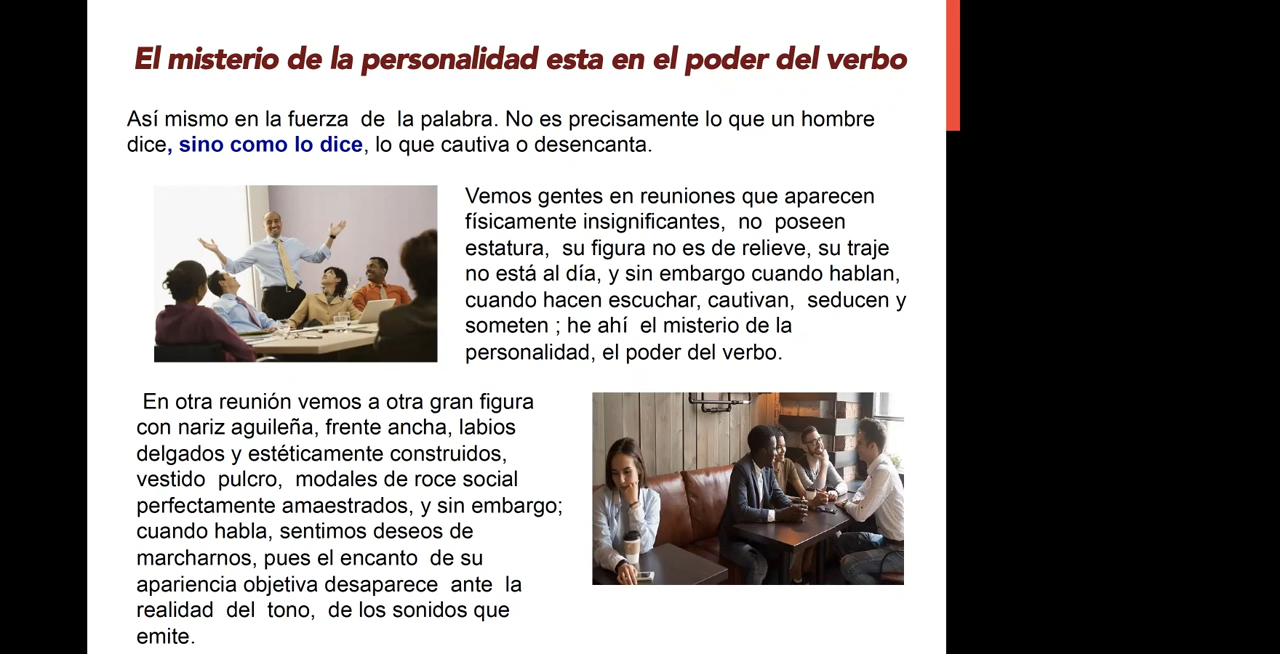 El misterio de la personalidad esta en el poder del verbo
Así mismo en la fuerza de la palabra. No es precisamente lo que un hombre
dice, sino como lo dice, lo que cautiva o desencanta.
Vemos gentes en reuniones que aparecen
físicamente insignificantes, no poseen
estatura, su figura no es de relieve, su traje
no está al día, y sin embargo cuando hablan,
cuando hacen escuchar, cautivan, seducen y
someten ; he ahí el misterio de la
personalidad, el poder del verbo.
En otra reunión vemos a otra gran figura
con nariz aguileña, frente ancha, labios
delgados y estéticamente construidos,
vestido pulcro, modales de roce social
perfectamente amaestrados, y sin embargo;
cuando habla, sentimos deseos de
marcharnos, pues el encanto de su
apariencia objetiva desaparece ante la
realidad del tono, de los sonidos que
emite.